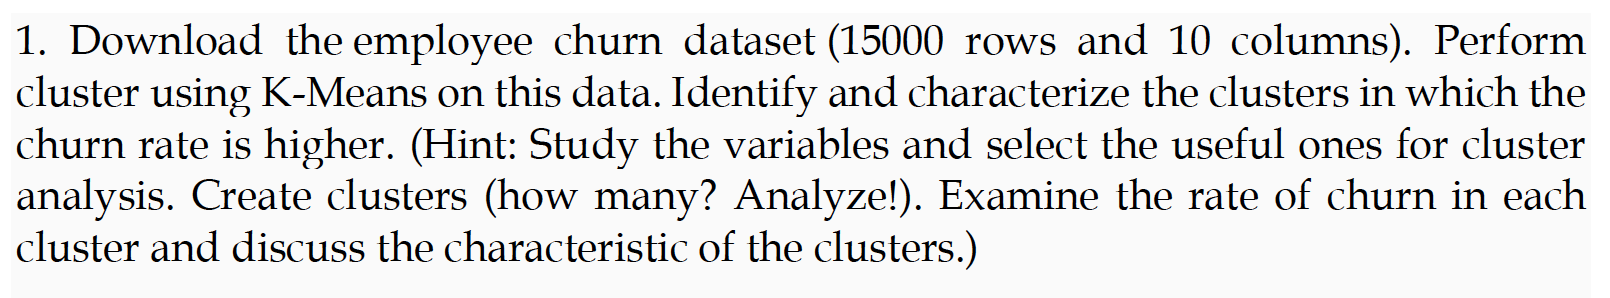 1. Download the employee churn dataset (15000 rows and 10 columns). Perform
cluster using K-Means on this data. Identify and characterize the clusters in which the
churn rate is higher. (Hint: Study the variables and select the useful ones for cluster
analysis. Create clusters (how many? Analyze!). Examine the rate of churn in each
cluster and discuss the characteristic of the clusters.)